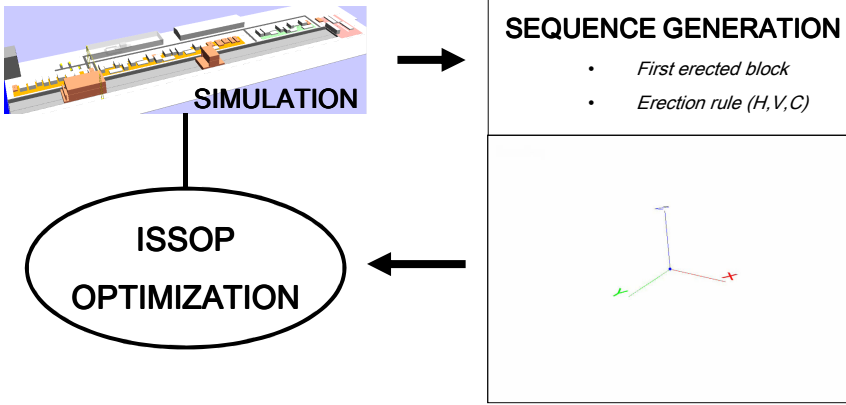 SIMULATION
SEQUENCE GENERATION
• First erected block
• Erection rule (H,V,C)
ISSOP
OPTIMIZATION
Z
Y
X